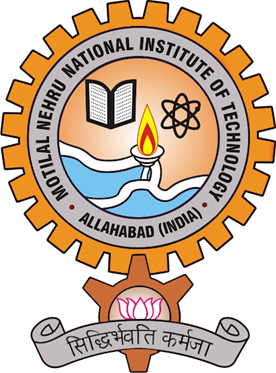 MOTILAL NEHRU NATIONAL INSTITUTE OF TECHNOLOGY
• ALLAHABAD (INDIA) •
सिद्धिर्भवति कर्मजा